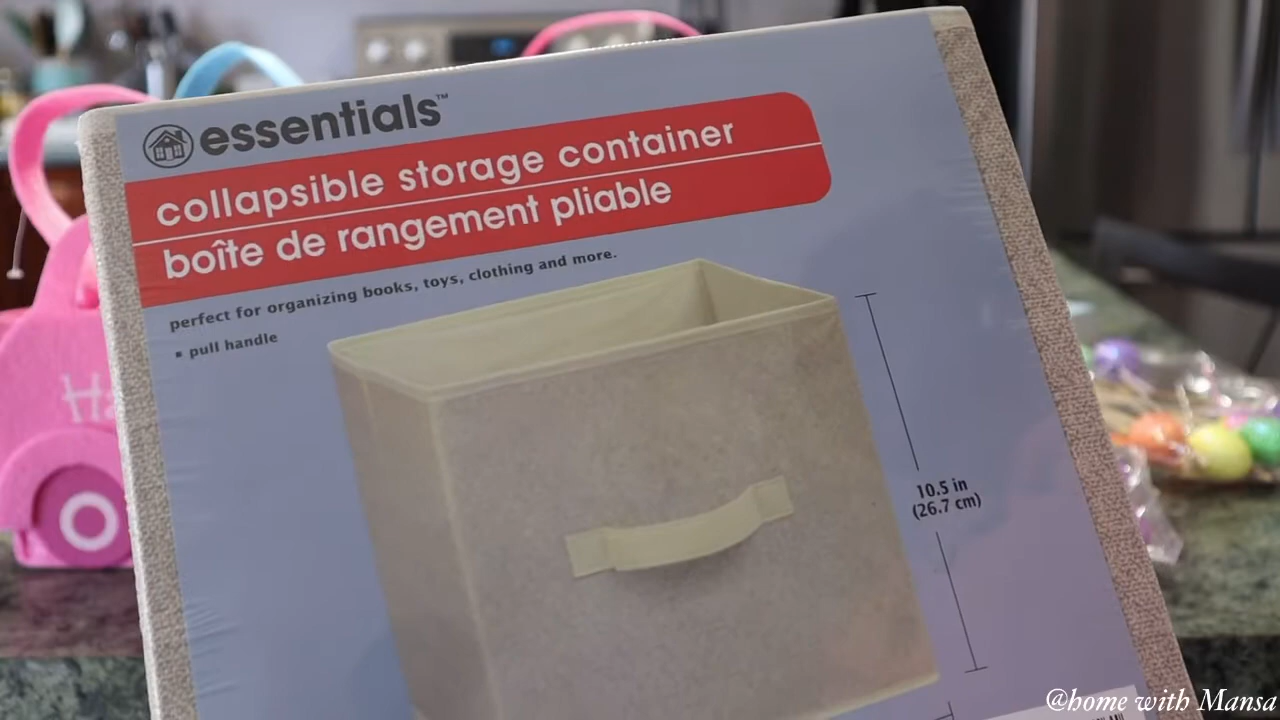 essentials™
collapsible storage container
boîte de rangement pliable
perfect for organizing books, toys, clothing and more.
▪ pull handle
10.5 in
(26.7 cm)
@home with Mansa